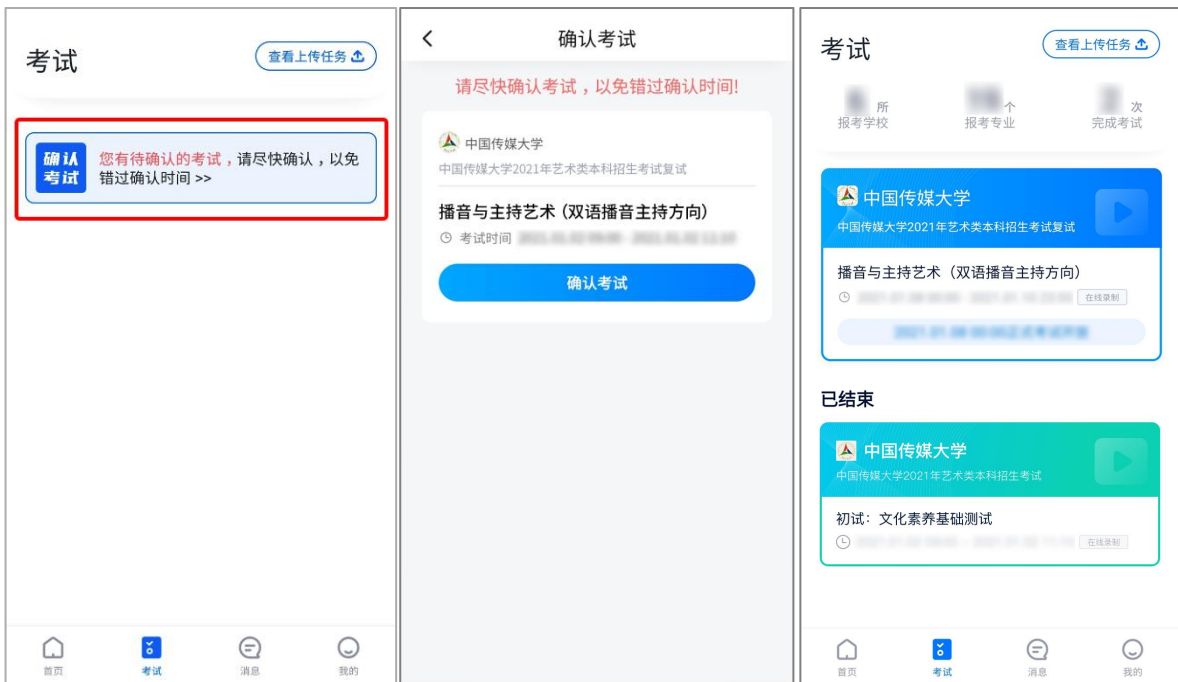 考试
查看上传任务
确认
考试
您有待确认的考试，请尽快确认，以免
错过确认时间 >>
首页
考试
消息
我的
确认考试
请尽快确认考试，以免错过确认时间!
中国传媒大学
中国传媒大学2021年艺术类本科招生考试复试
播音与主持艺术（双语播音主持方向）
考试时间
确认考试
考试
查看上传任务
所
个
次
报考学校
报考专业
完成考试
中国传媒大学
中国传媒大学2021年艺术类本科招生考试复试
播音与主持艺术（双语播音主持方向）
在线录制
已结束
中国传媒大学
中国传媒大学2021年艺术类本科招生考试
初试：文化素养基础测试
在线录制
首页
考试
消息
我的